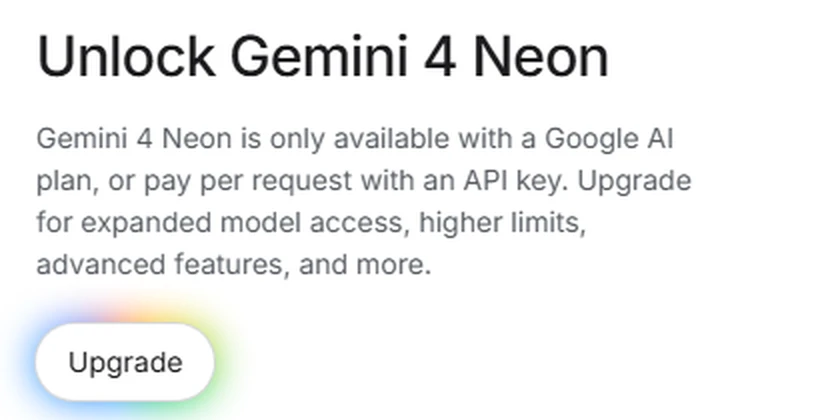 Unlock Gemini 4 Neon
Gemini 4 Neon is only available with a Google AI
plan, or pay per request with an API key. Upgrade
for expanded model access, higher limits,
advanced features, and more.
Upgrade